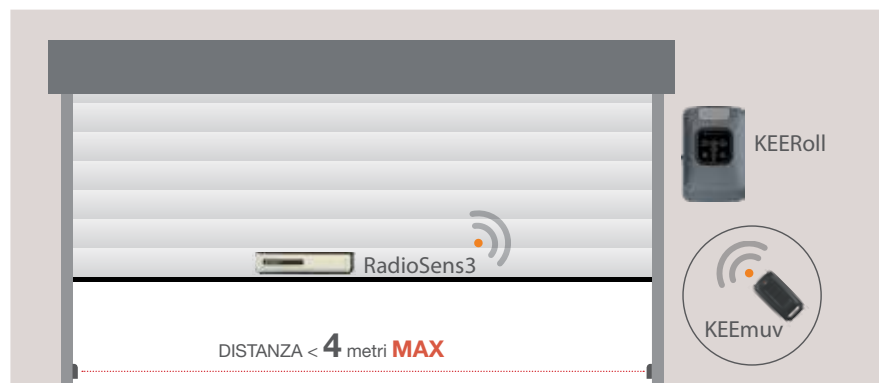 KEERoll
RadioSens3
KEEmuv
DISTANZA < 4 metri MAX